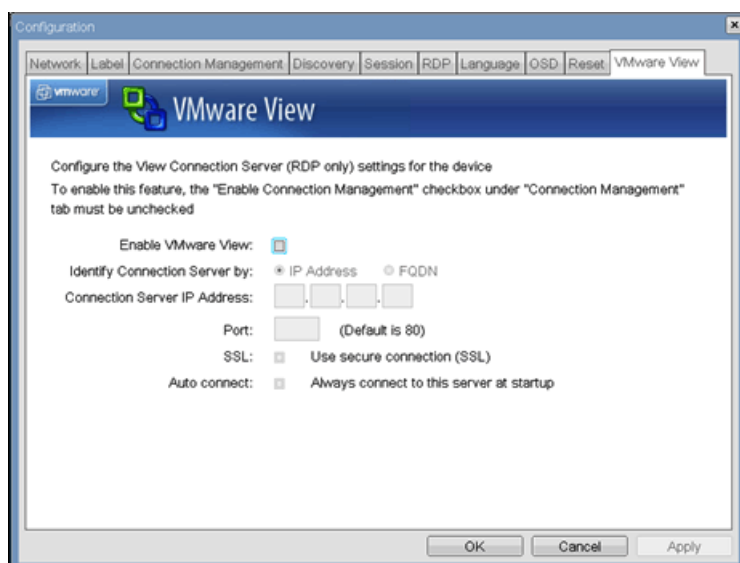 Configuration
Network Label Connection Management Discovery Session RDP Language OSD Reset VMware View
vmware VMware View
Configure the View Connection Server (RDP only) settings for the device
To enable this feature, the "Enable Connection Management" checkbox under "Connection Management"
tab must be unchecked
Enable VMware View:
Identify Connection Server by: IP Address FQDN
Connection Server IP Address: . . .
Port: (Default is 80)
SSL: Use secure connection (SSL)
Auto connect: Always connect to this server at startup
OK Cancel Apply